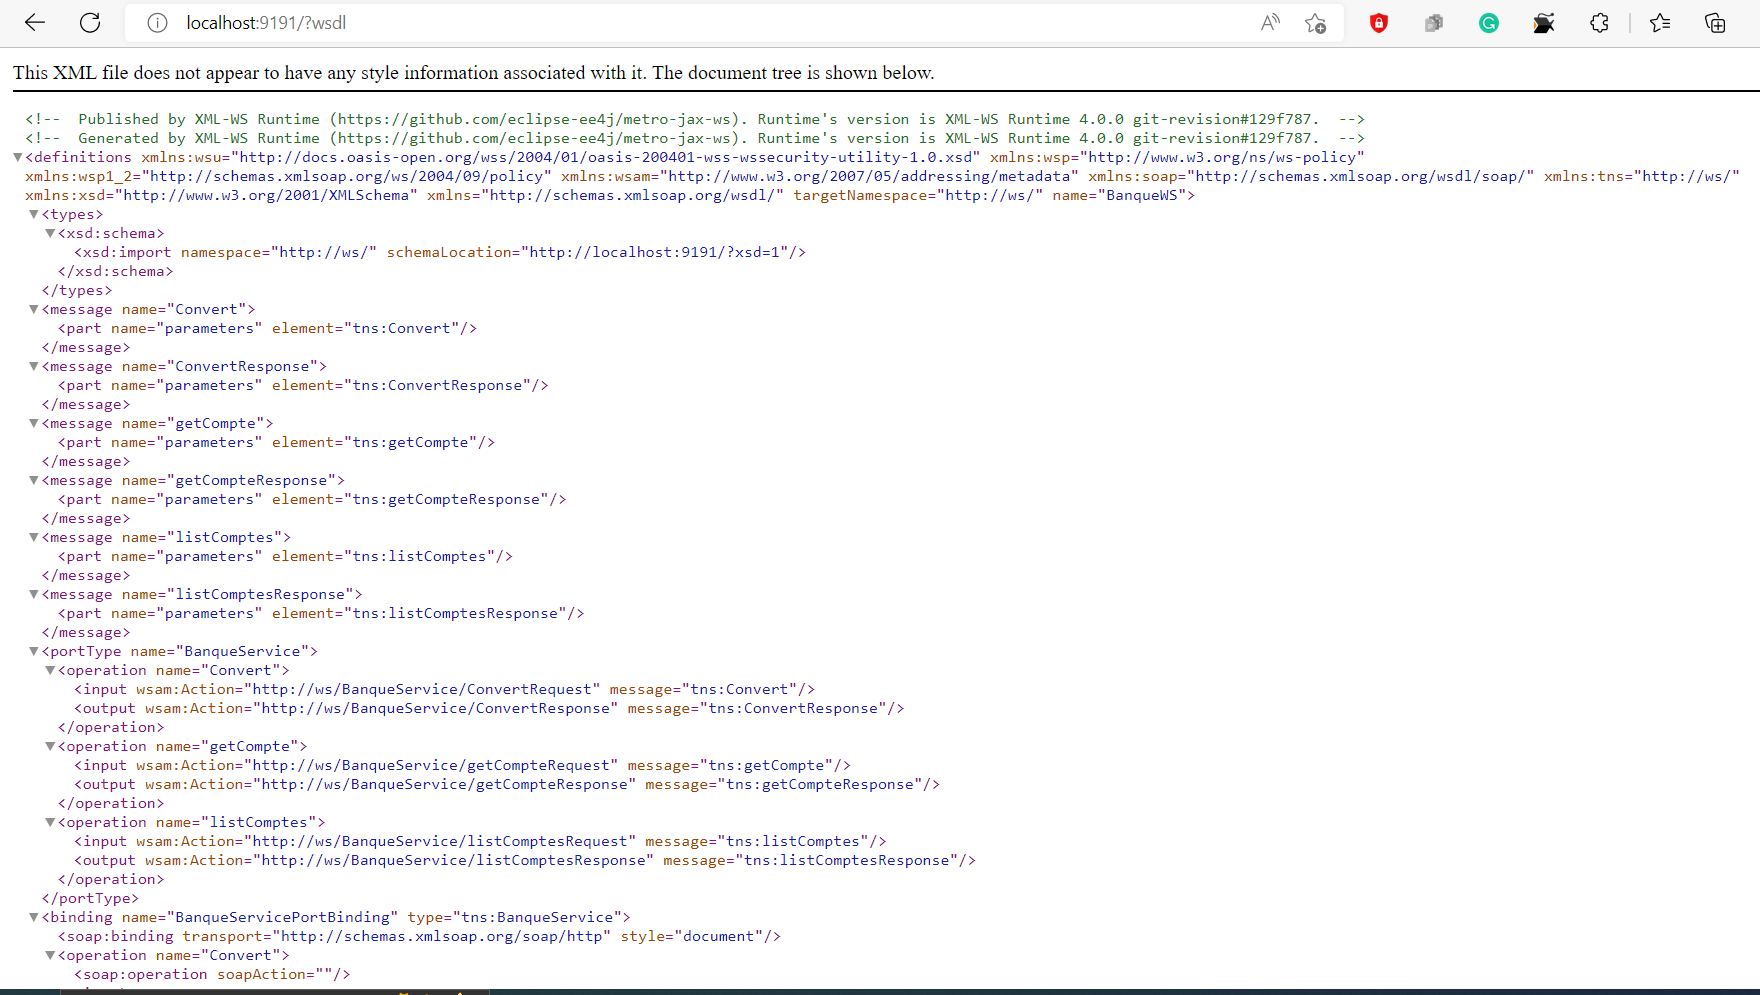 localhost:9191/?wsdl
This XML file does not appear to have any style information associated with it. The document tree is shown below.
<!--  Published by XML-WS Runtime (https://github.com/eclipse-ee4j/metro-jax-ws). Runtime's version is XML-WS Runtime 4.0.0 git-revision#129f787.  -->
<!--  Generated by XML-WS Runtime (https://github.com/eclipse-ee4j/metro-jax-ws). Runtime's version is XML-WS Runtime 4.0.0 git-revision#129f787.  -->
▼<definitions xmlns:wsu="http://docs.oasis-open.org/wss/2004/01/oasis-200401-wss-wssecurity-utility-1.0.xsd" xmlns:wsp="http://www.w3.org/ns/ws-policy"
xmlns:wsp1_2="http://schemas.xmlsoap.org/ws/2004/09/policy" xmlns:wsam="http://www.w3.org/2007/05/addressing/metadata" xmlns:soap="http://schemas.xmlsoap.org/wsdl/soap/" xmlns:tns="http://ws/"
xmlns:xsd="http://www.w3.org/2001/XMLSchema" xmlns="http://schemas.xmlsoap.org/wsdl/" targetNamespace="http://ws/" name="BanqueWS">
▼<types>
▼<xsd:schema>
<xsd:import namespace="http://ws/" schemaLocation="http://localhost:9191/?xsd=1"/>
</xsd:schema>
</types>
▼<message name="Convert">
<part name="parameters" element="tns:Convert"/>
</message>
▼<message name="ConvertResponse">
<part name="parameters" element="tns:ConvertResponse"/>
</message>
▼<message name="getCompte">
<part name="parameters" element="tns:getCompte"/>
</message>
▼<message name="getCompteResponse">
<part name="parameters" element="tns:getCompteResponse"/>
</message>
▼<message name="listComptes">
<part name="parameters" element="tns:listComptes"/>
</message>
▼<message name="listComptesResponse">
<part name="parameters" element="tns:listComptesResponse"/>
</message>
▼<portType name="BanqueService">
▼<operation name="Convert">
<input wsam:Action="http://ws/BanqueService/ConvertRequest" message="tns:Convert"/>
<output wsam:Action="http://ws/BanqueService/ConvertResponse" message="tns:ConvertResponse"/>
</operation>
▼<operation name="getCompte">
<input wsam:Action="http://ws/BanqueService/getCompteRequest" message="tns:getCompte"/>
<output wsam:Action="http://ws/BanqueService/getCompteResponse" message="tns:getCompteResponse"/>
</operation>
▼<operation name="listComptes">
<input wsam:Action="http://ws/BanqueService/listComptesRequest" message="tns:listComptes"/>
<output wsam:Action="http://ws/BanqueService/listComptesResponse" message="tns:listComptesResponse"/>
</operation>
</portType>
▼<binding name="BanqueServicePortBinding" type="tns:BanqueService">
<soap:binding transport="http://schemas.xmlsoap.org/soap/http" style="document"/>
▼<operation name="Convert">
<soap:operation soapAction=""/>